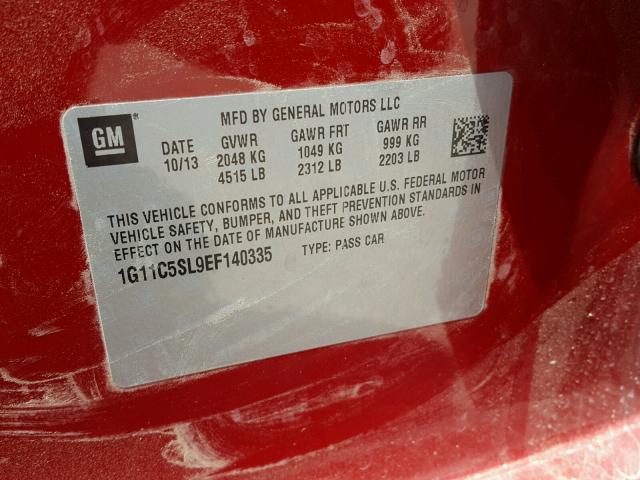 GM ®
MFD BY GENERAL MOTORS LLC
DATE GVWR GAWR FRT GAWR RR
10/13 2048 KG 1049 KG 999 KG
4515 LB 2312 LB 2203 LB
THIS VEHICLE CONFORMS TO ALL APPLICABLE U.S. FEDERAL MOTOR
VEHICLE SAFETY, BUMPER, AND THEFT PREVENTION STANDARDS IN
EFFECT ON THE DATE OF MANUFACTURE SHOWN ABOVE.
1G11C5SL9EF140335 TYPE: PASS CAR